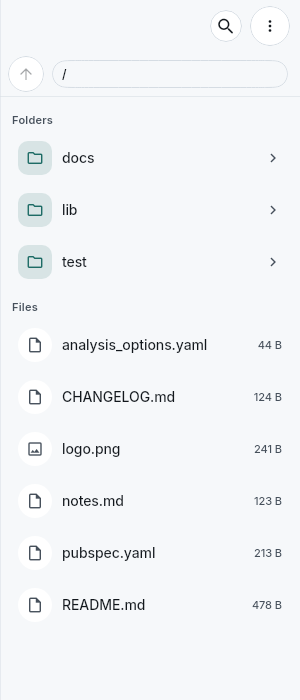 /
Folders
docs
lib
test
Files
analysis_options.yaml 44 B
CHANGELOG.md 124 B
logo.png 241 B
notes.md 123 B
pubspec.yaml 213 B
README.md 478 B